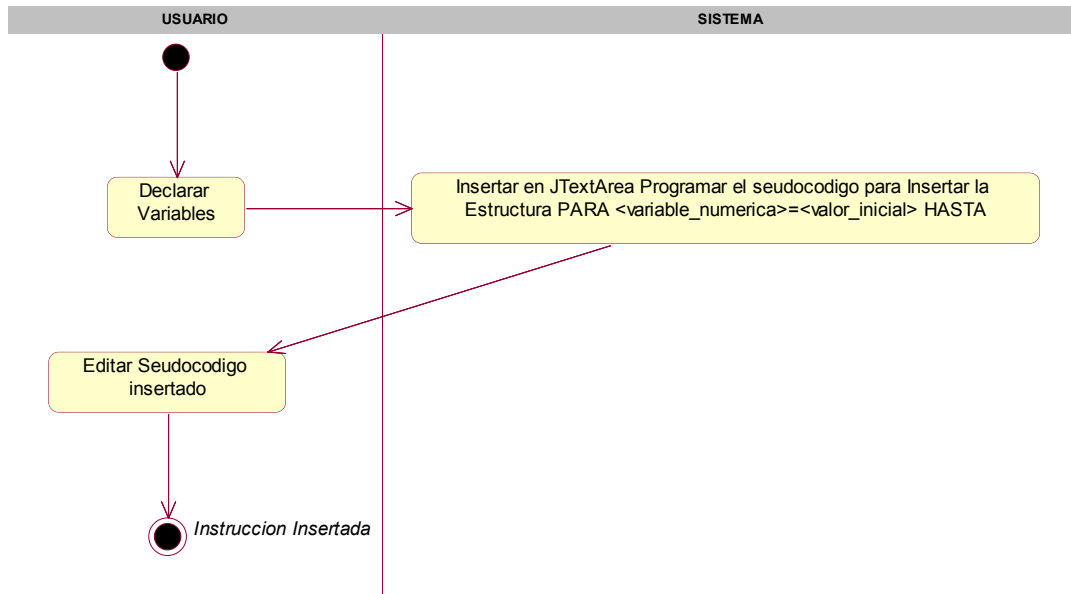 USUARIO
SISTEMA
Declarar
Variables
Insertar en JTextArea Programar el seudocodigo para Insertar la
Estructura PARA <variable_numerica>=<valor_inicial> HASTA
Editar Seudocodigo
insertado
Instruccion Insertada